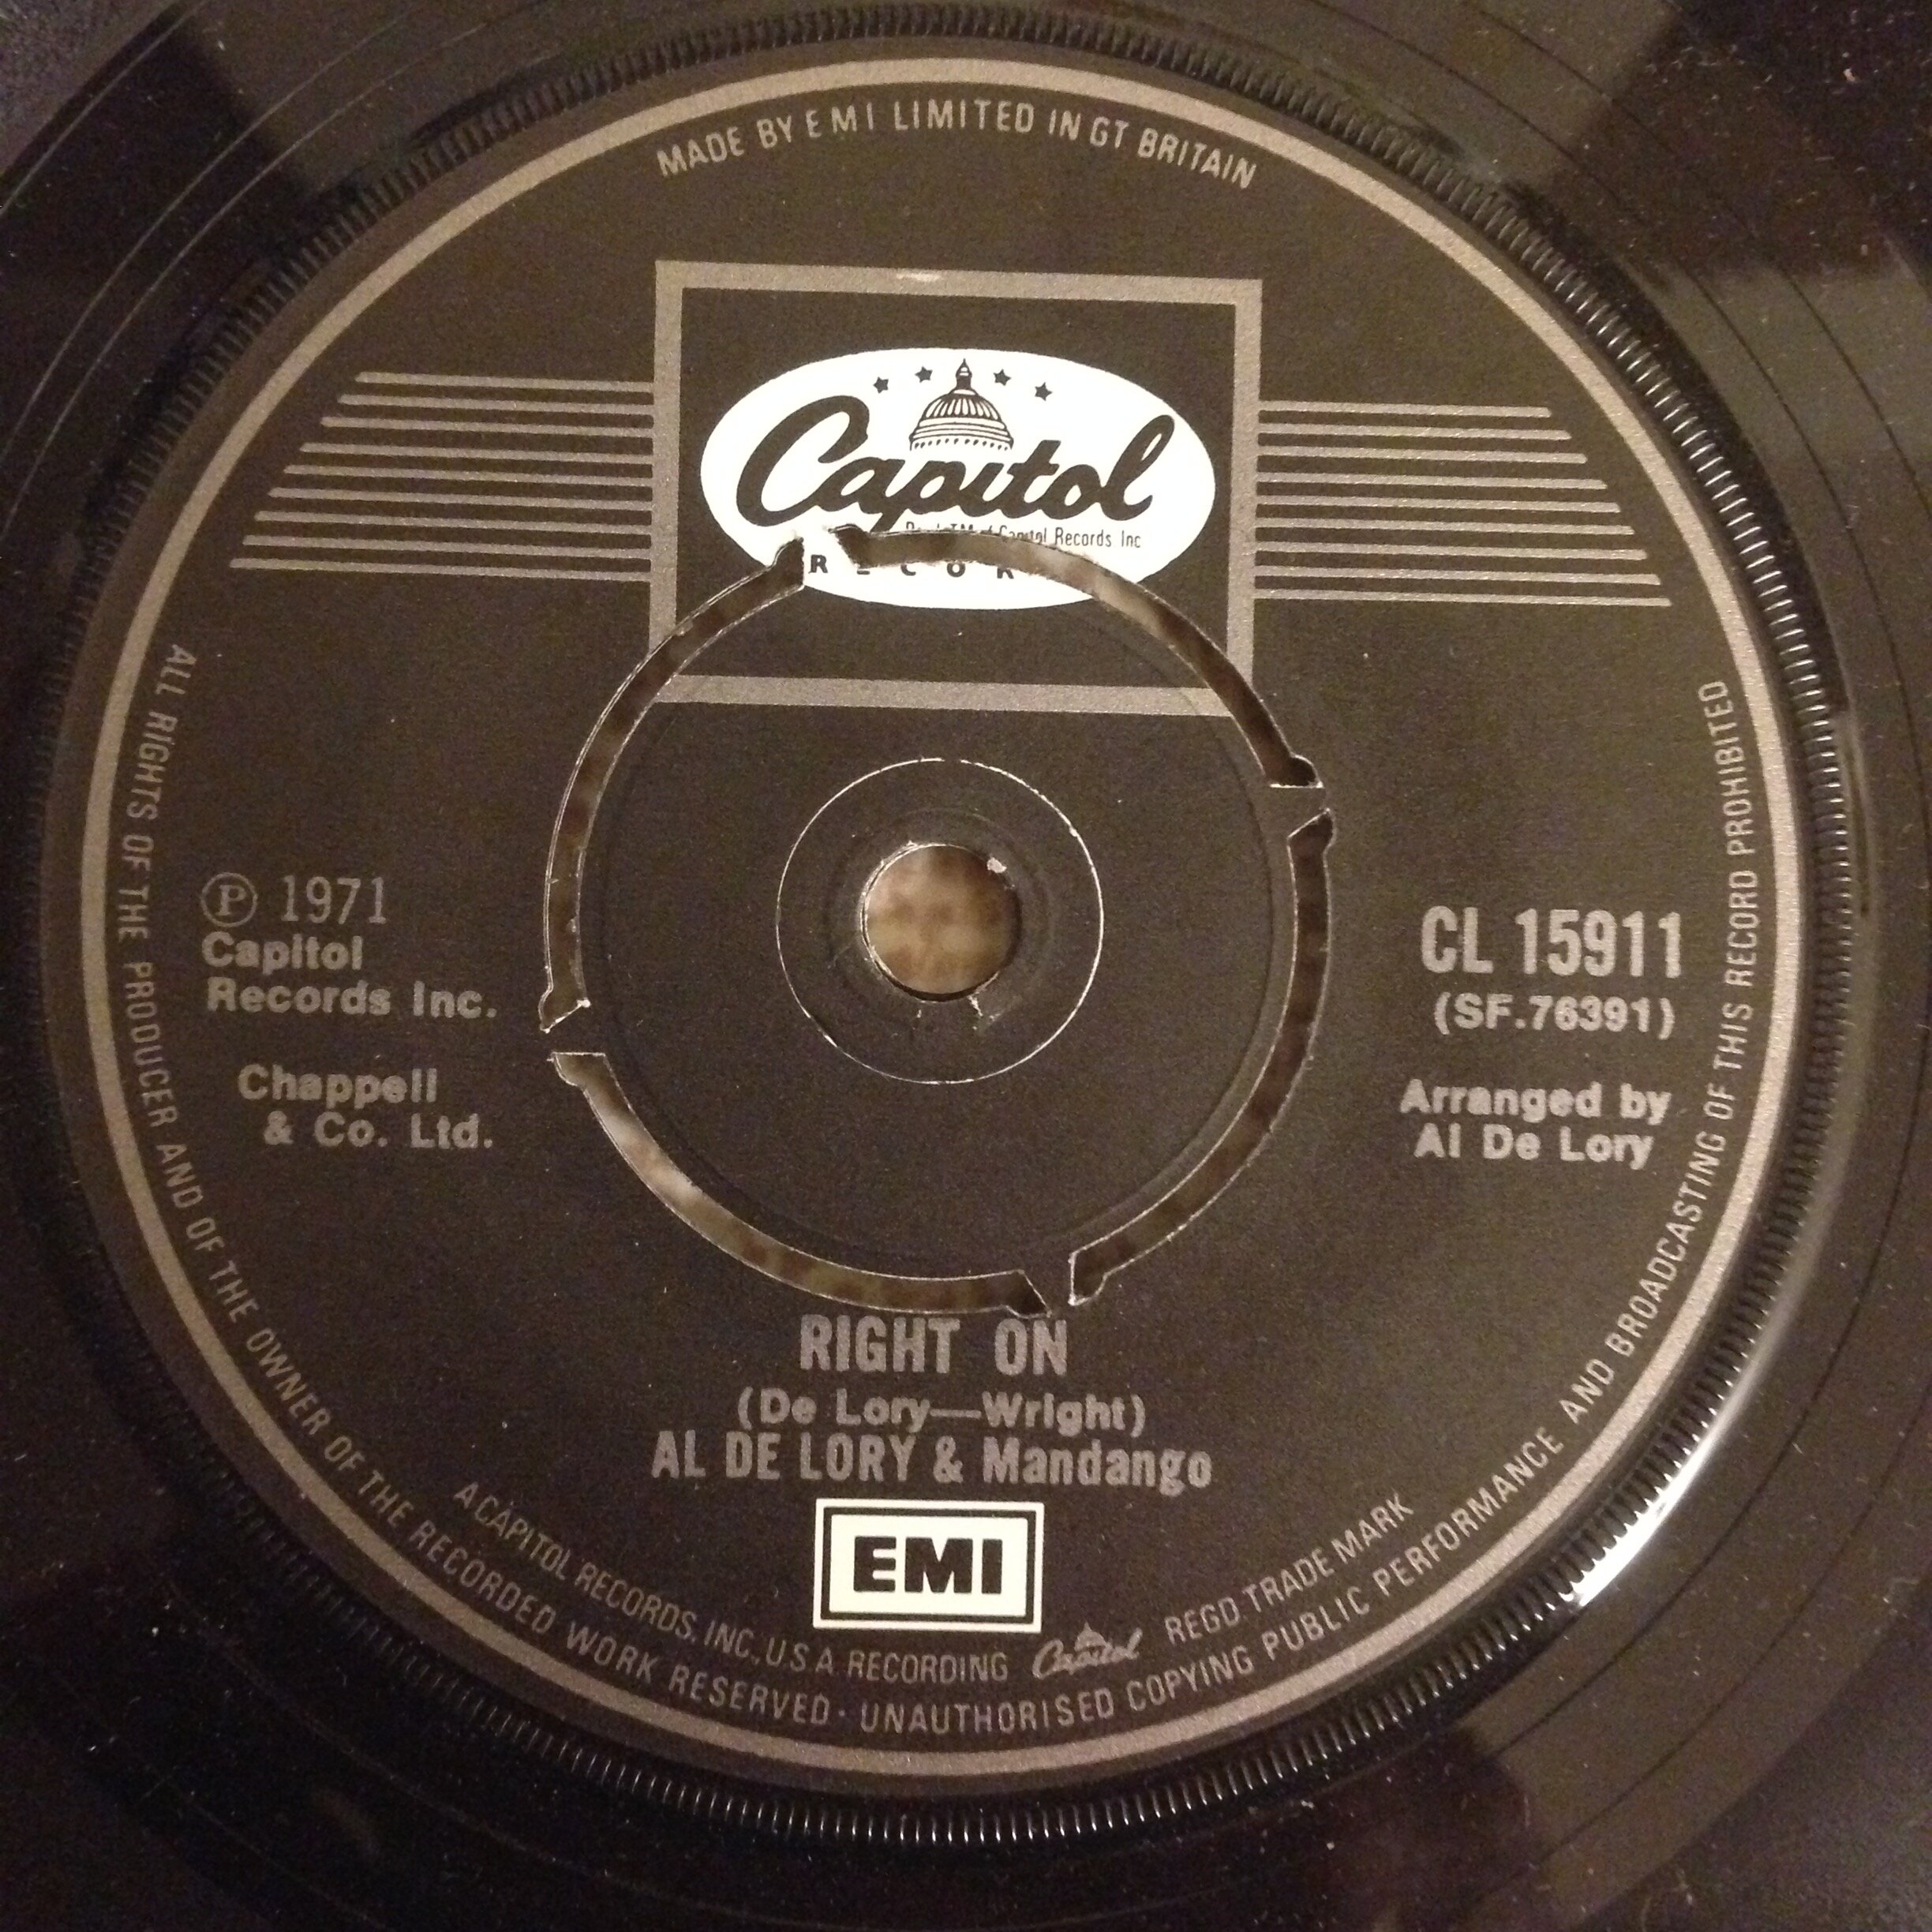 MADE BY EMI LIMITED IN GT BRITAIN
Capitol
Capitol Records Inc
℗ 1971
Capitol
Records Inc.
Chappell
& Co. Ltd.
CL 15911
(SF.76391)
Arranged by
Al De Lory
RIGHT ON
(De Lory—Wright)
AL DE LORY & Mandango
EMI
A CAPITOL RECORDS, INC., U S A RECORDING Capitol REGD TRADE MARK
ALL RIGHTS OF THE PRODUCER AND OF THE OWNER OF THE RECORDED WORK RESERVED · UNAUTHORISED COPYING PUBLIC PERFORMANCE AND BROADCASTING OF THIS RECORD PROHIBITED